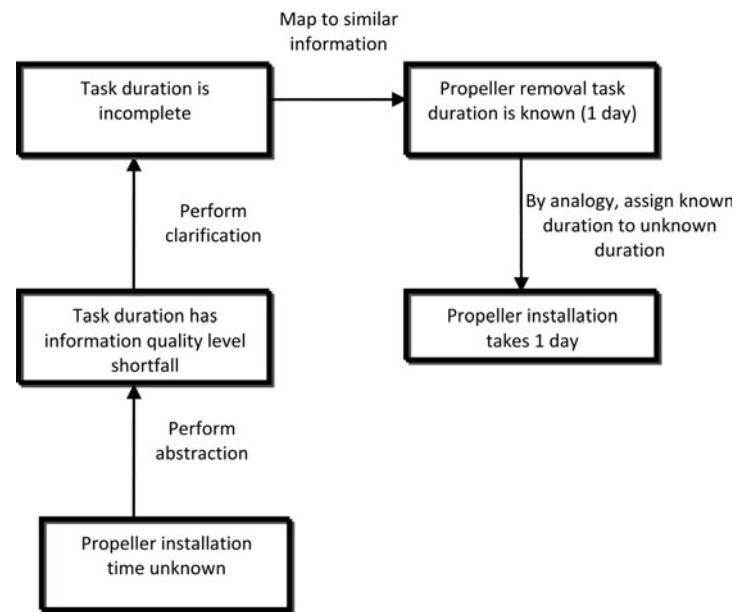 Map to similar
information
Task duration is
incomplete
Propeller removal task
duration is known (1 day)
Perform
clarification
By analogy, assign known
duration to unknown
duration
Task duration has
information quality level
shortfall
Propeller installation
takes 1 day
Perform
abstraction
Propeller installation
time unknown